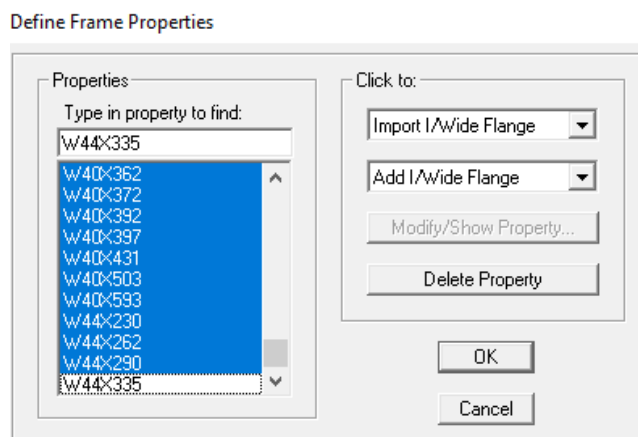 Define Frame Properties
Properties
Type in property to find:
W44X335
W40X362
W40X372
W40X392
W40X397
W40X431
W40X503
W40X593
W44X230
W44X262
W44X290
W44X335
Click to:
Import I/Wide Flange
Add I/Wide Flange
Modify/Show Property...
Delete Property
OK
Cancel